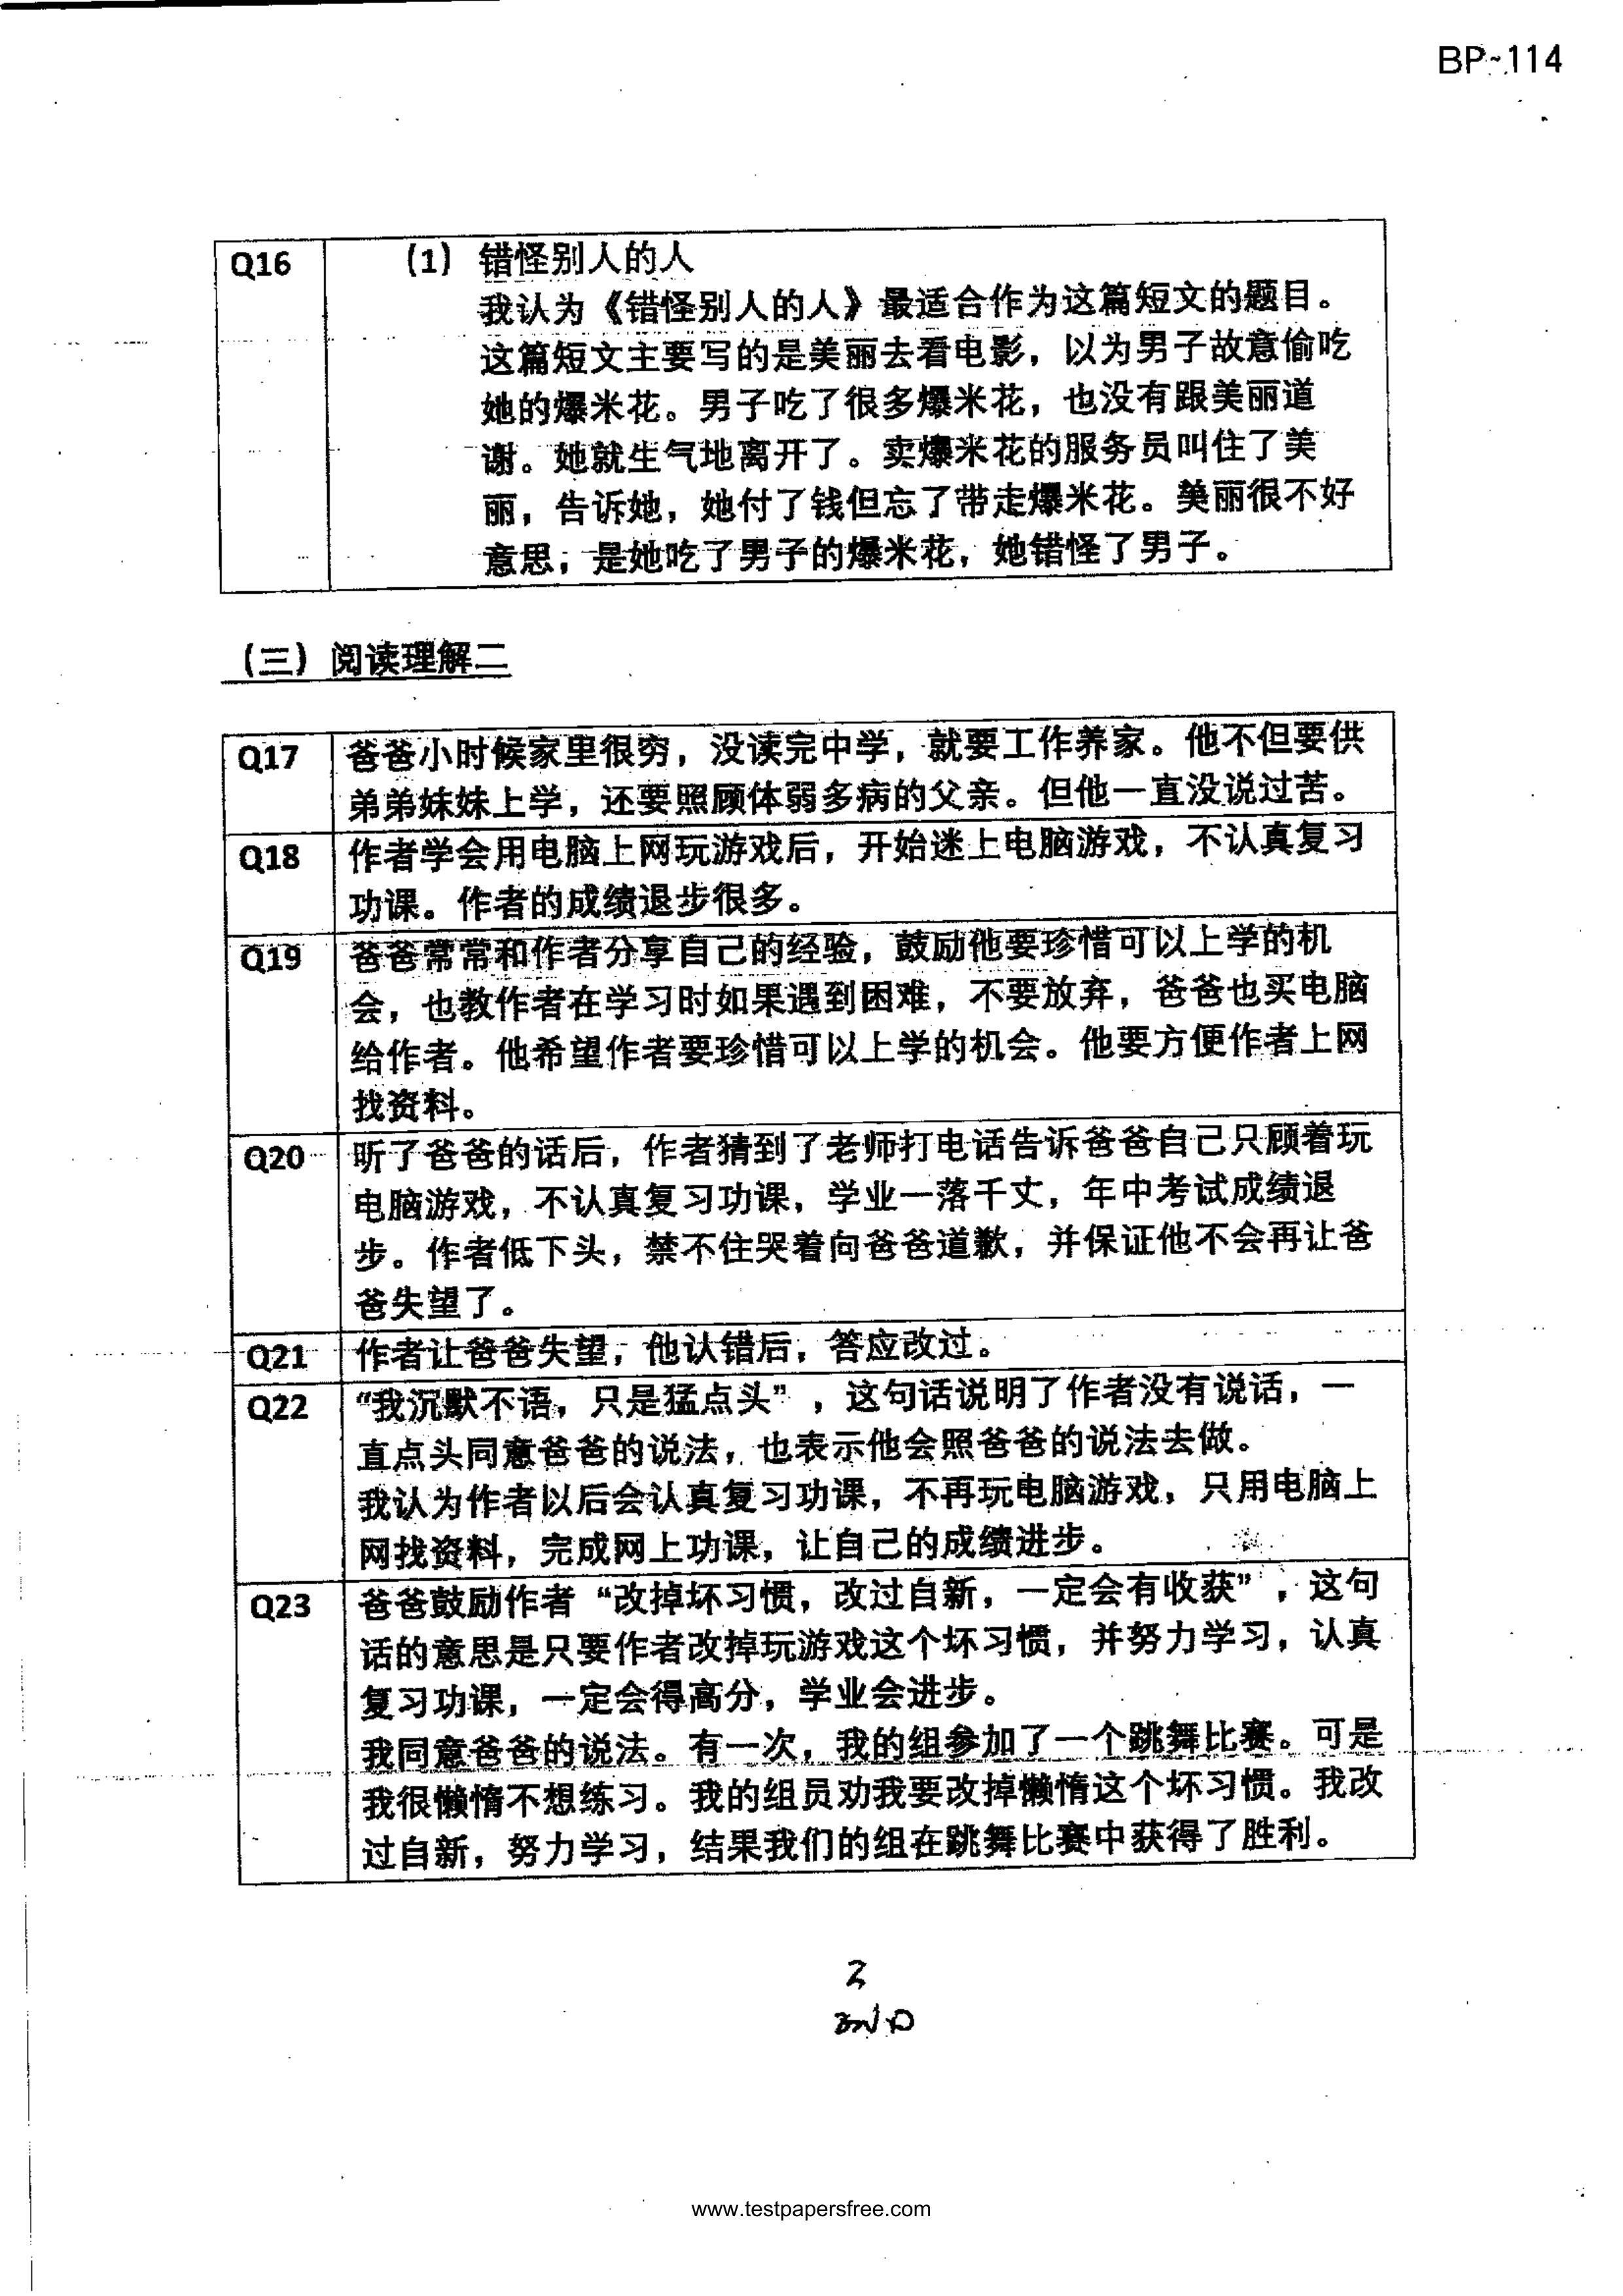 BP-114
Q16 (1) 错怪别人的人
我认为《错怪别人的人》最适合作为这篇短文的题目。
这篇短文主要写的是美丽去看电影，以为男子故意偷吃
她的爆米花。男子吃了很多爆米花，也没有跟美丽道
谢。她就生气地离开了。卖爆米花的服务员叫住了美
丽，告诉她，她付了钱但忘了带走爆米花。美丽很不好
意思，是她吃了男子的爆米花，她错怪了男子。
（三）阅读理解二
Q17 爸爸小时候家里很穷，没读完中学，就要工作养家。他不但要供
弟弟妹妹上学，还要照顾体弱多病的父亲。但他一直没说过苦。
Q18 作者学会用电脑上网玩游戏后，开始迷上电脑游戏，不认真复习
功课。作者的成绩退步很多。
Q19 爸爸常常和作者分享自己的经验，鼓励他要珍惜可以上学的机
会，也教作者在学习时如果遇到困难，不要放弃，爸爸也买电脑
给作者。他希望作者要珍惜可以上学的机会。他要方便作者上网
找资料。
Q20 听了爸爸的话后，作者猜到了老师打电话告诉爸爸自己只顾着玩
电脑游戏，不认真复习功课，学业一落千丈，年中考试成绩退
步。作者低下头，禁不住哭着向爸爸道歉，并保证他不会再让爸
爸失望了。
Q21 作者让爸爸失望，他认错后，答应改过。
Q22 “我沉默不语，只是猛点头”，这句话说明了作者没有说话，一
直点头同意爸爸的说法，也表示他会照爸爸的说法去做。
我认为作者以后会认真复习功课，不再玩电脑游戏，只用电脑上
网找资料，完成网上功课，让自己的成绩进步。
Q23 爸爸鼓励作者“改掉坏习惯，改过自新，一定会有收获”，这句
话的意思是只要作者改掉玩游戏这个坏习惯，并努力学习，认真
复习功课，一定会得高分，学业会进步。
我同意爸爸的说法。有一次，我的组参加了一个跳舞比赛。可是
我很懒惰不想练习。我的组员劝我要改掉懒惰这个坏习惯。我改
过自新，努力学习，结果我们的组在跳舞比赛中获得了胜利。
www.testpapersfree.com